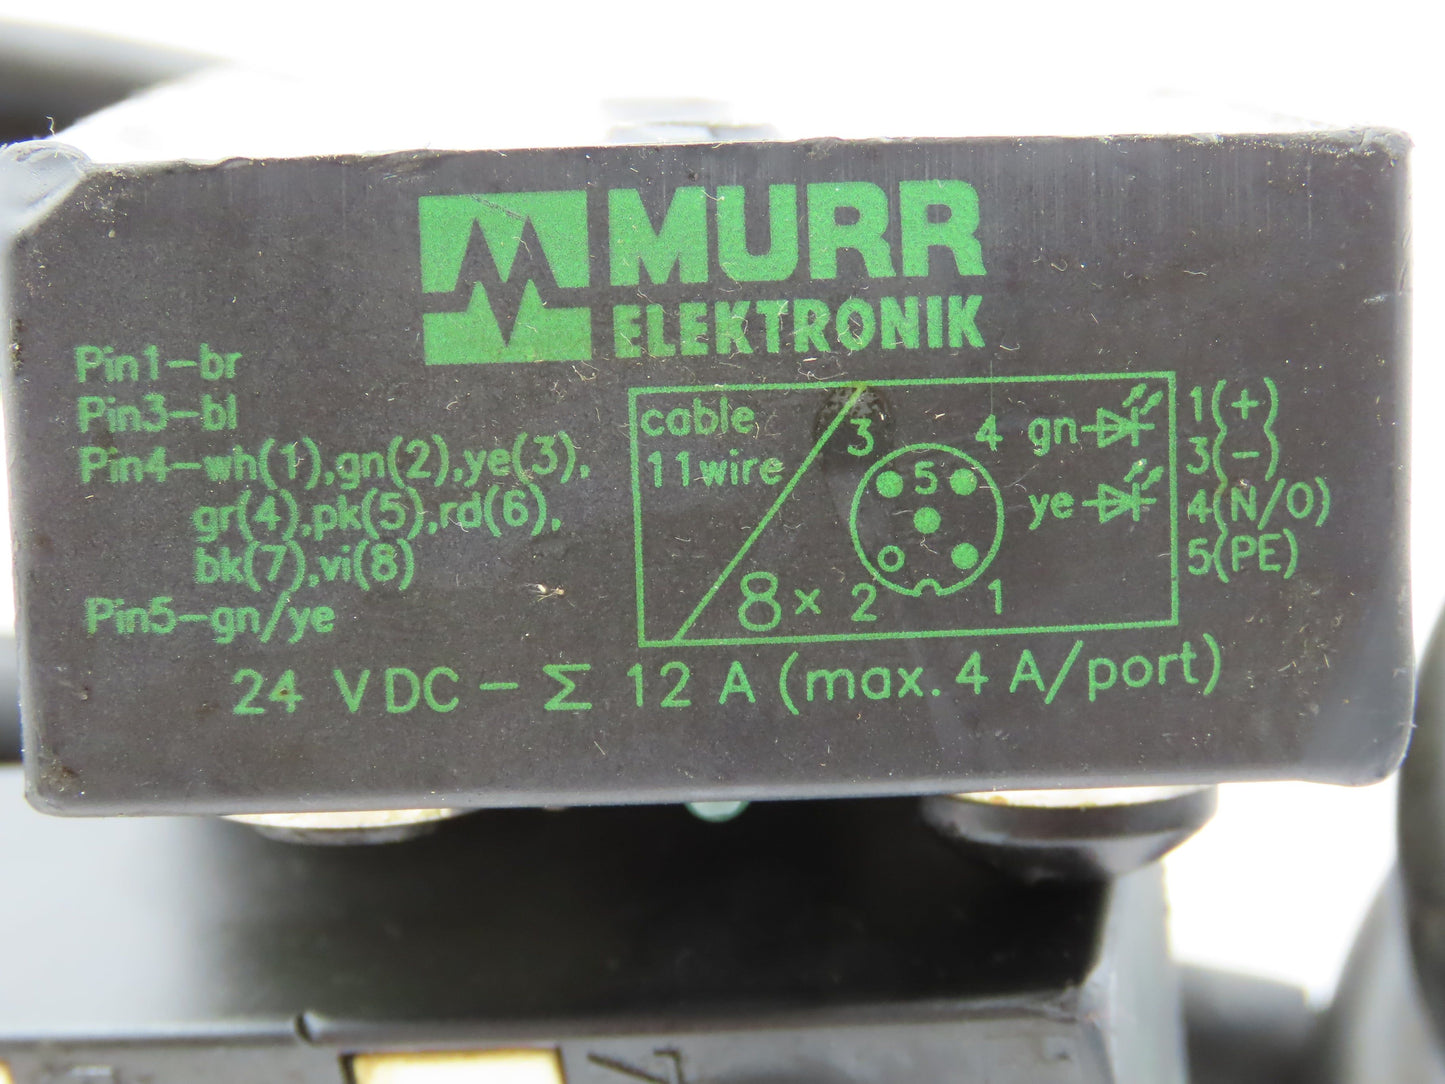 MURR
ELEKTRONIK
Pin1-br
Pin3-bl
Pin4-wh(1),gn(2),ye(3),
gr(4),pk(5),rd(6),
bk(7),vi(8)
Pin5-gn/ye
cable
11wire
8x
3 4
5
2 1
gn
ye
1(+)
3(-)
4(N/O)
5(PE)
24 VDC - Σ 12 A (max. 4 A/port)